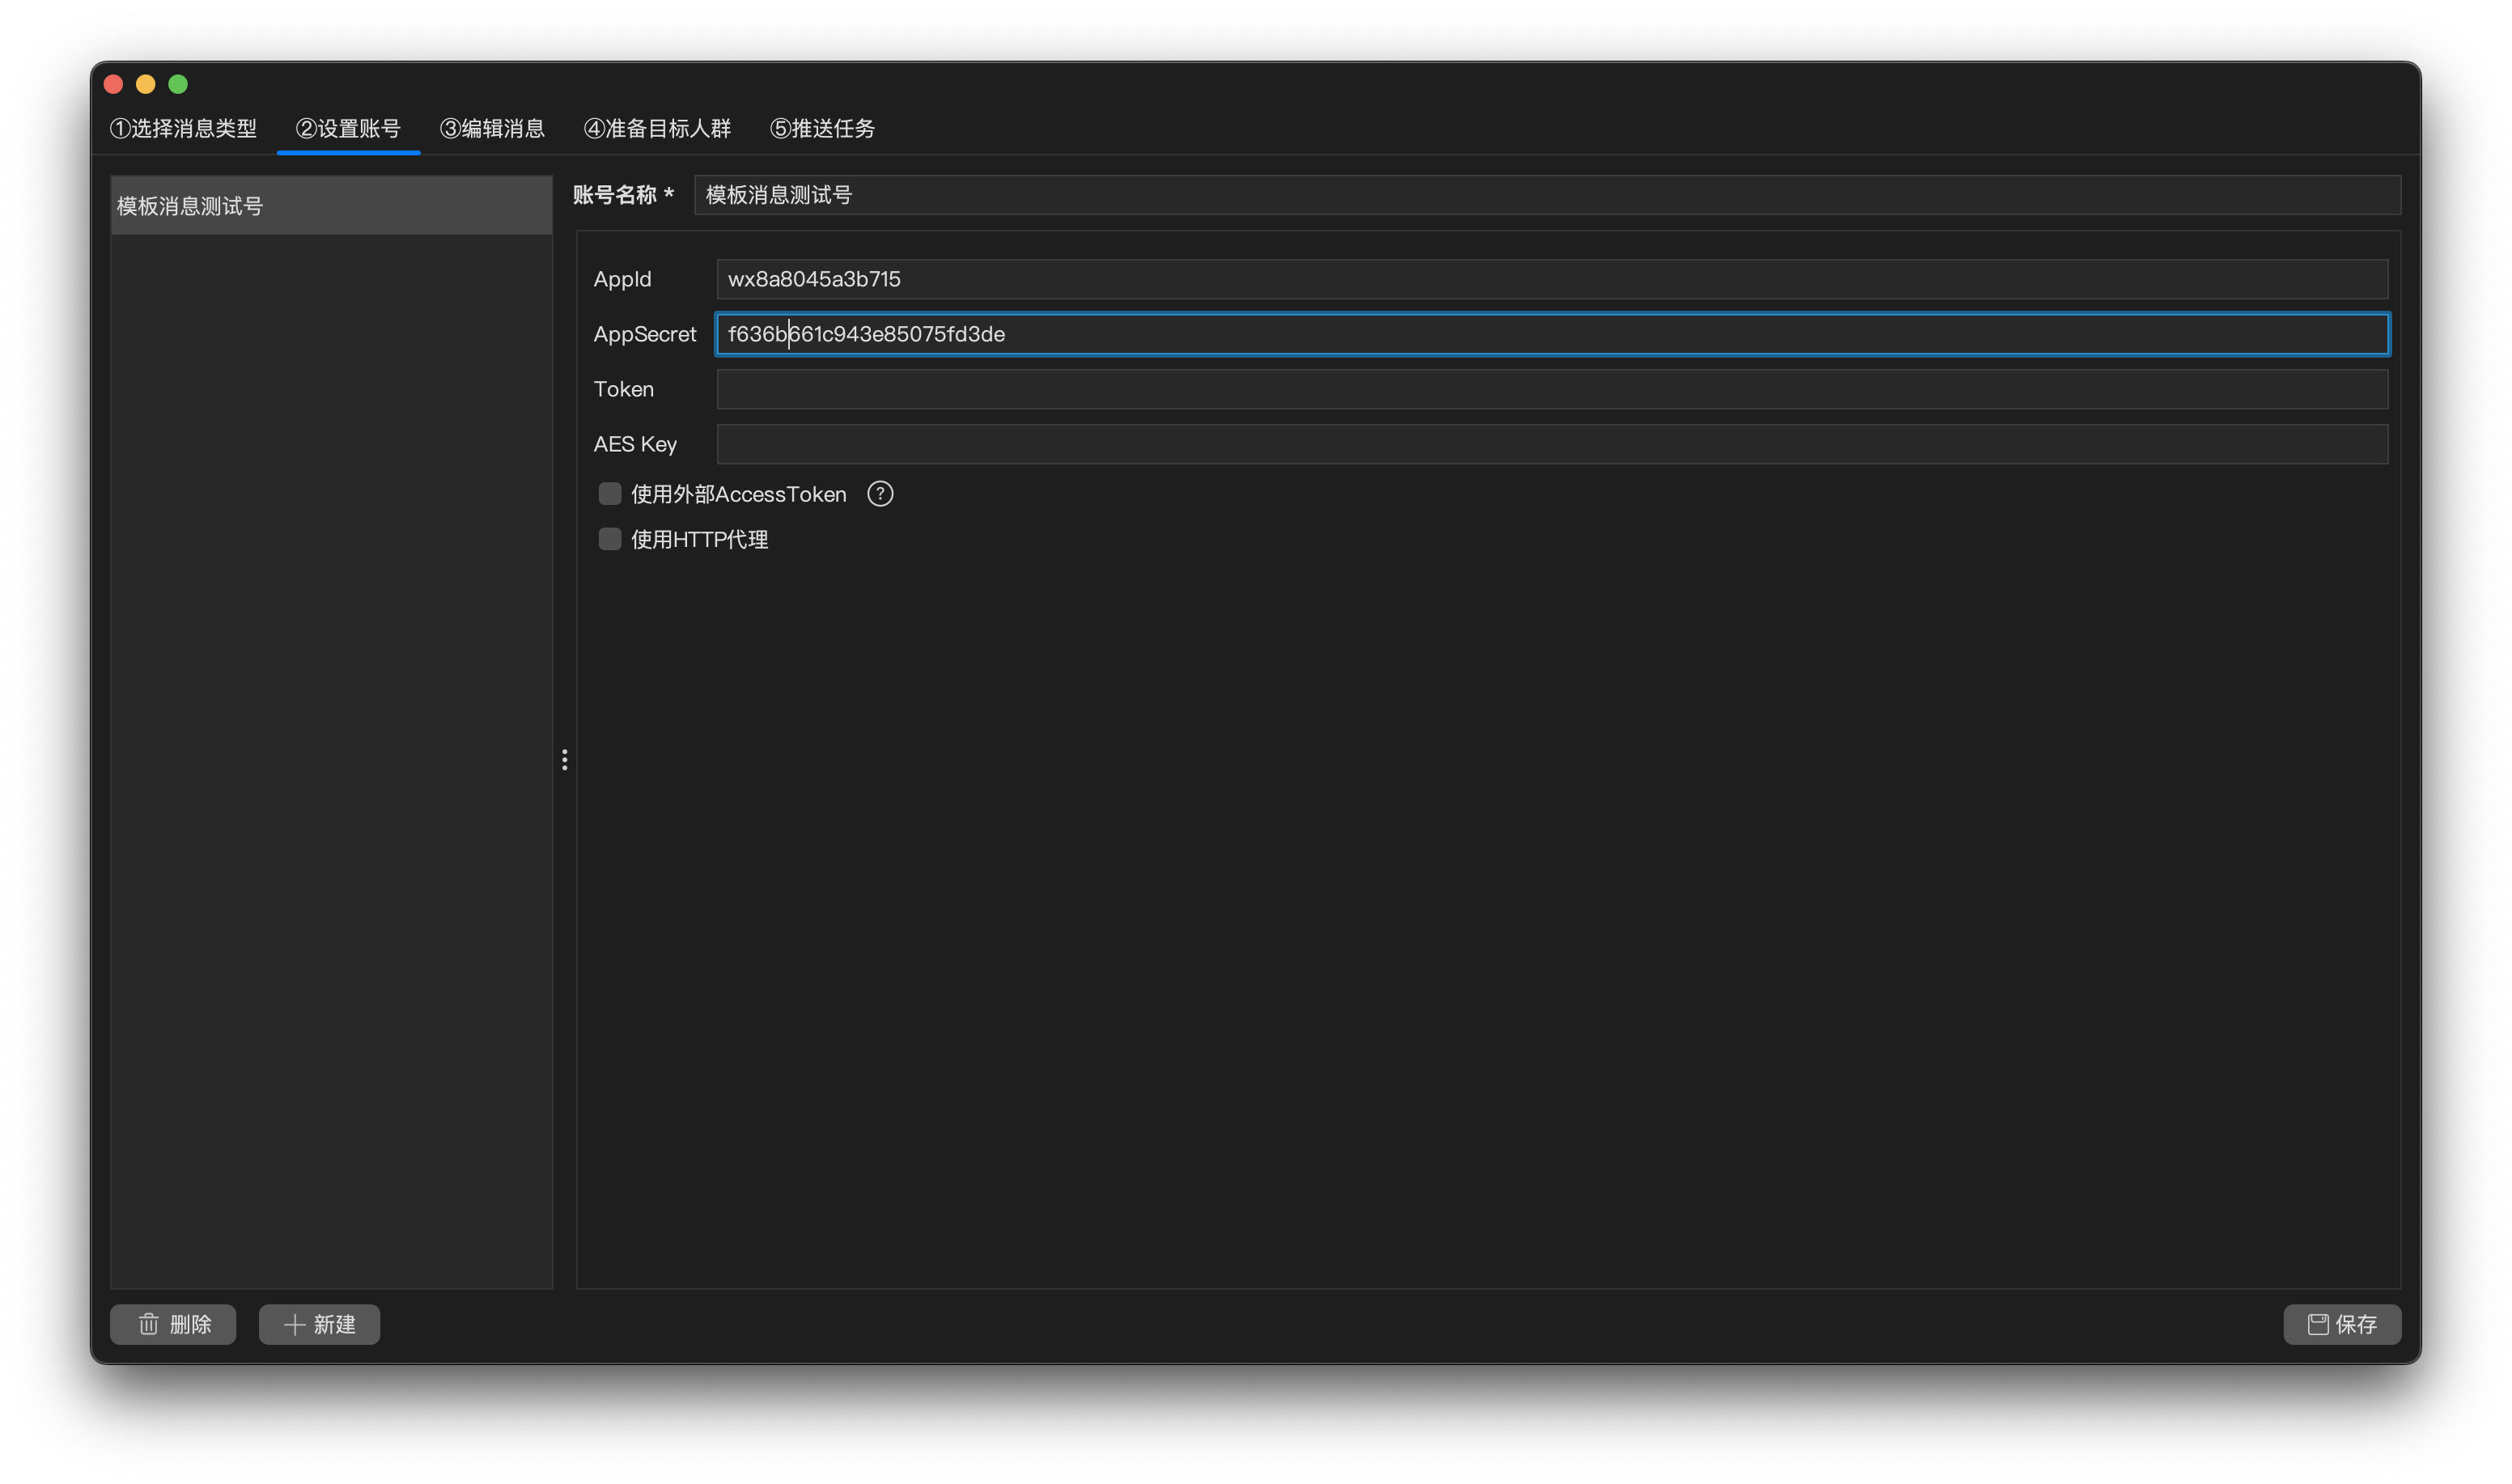 ①选择消息类型 ②设置账号 ③编辑消息 ④准备目标人群 ⑤推送任务
模板消息测试号
账号名称 * 模板消息测试号
AppId wx8a8045a3b715
AppSecret f636b661c943e85075fd3de
Token
AES Key
使用外部AccessToken ?
使用HTTP代理
删除 新建 保存